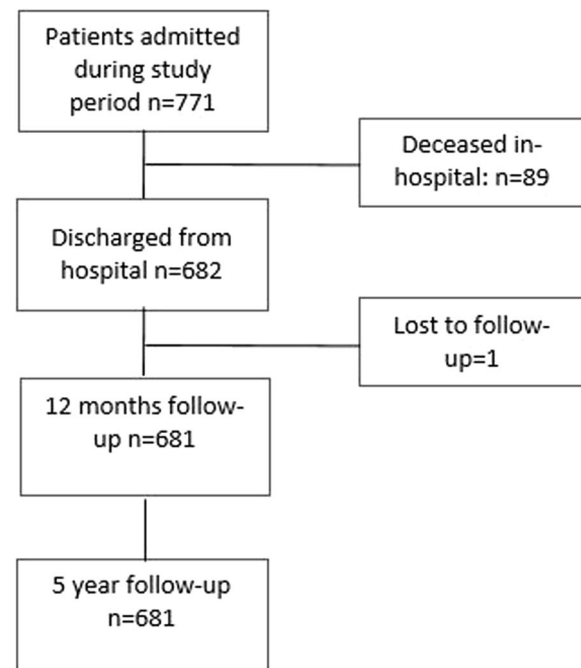 Patients admitted
during study
period n=771
Deceased in-
hospital: n=89
Discharged from
hospital n=682
Lost to follow-
up=1
12 months follow-
up n=681
5 year follow-up
n=681